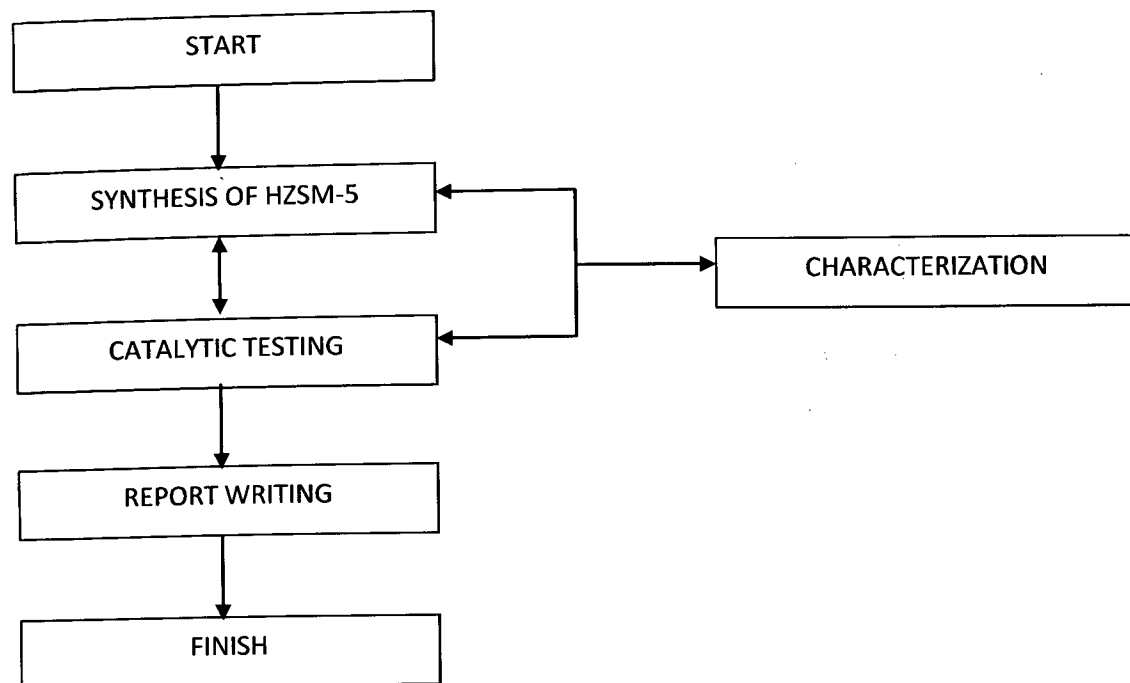 START
SYNTHESIS OF HZSM-5
CHARACTERIZATION
CATALYTIC TESTING
REPORT WRITING
FINISH